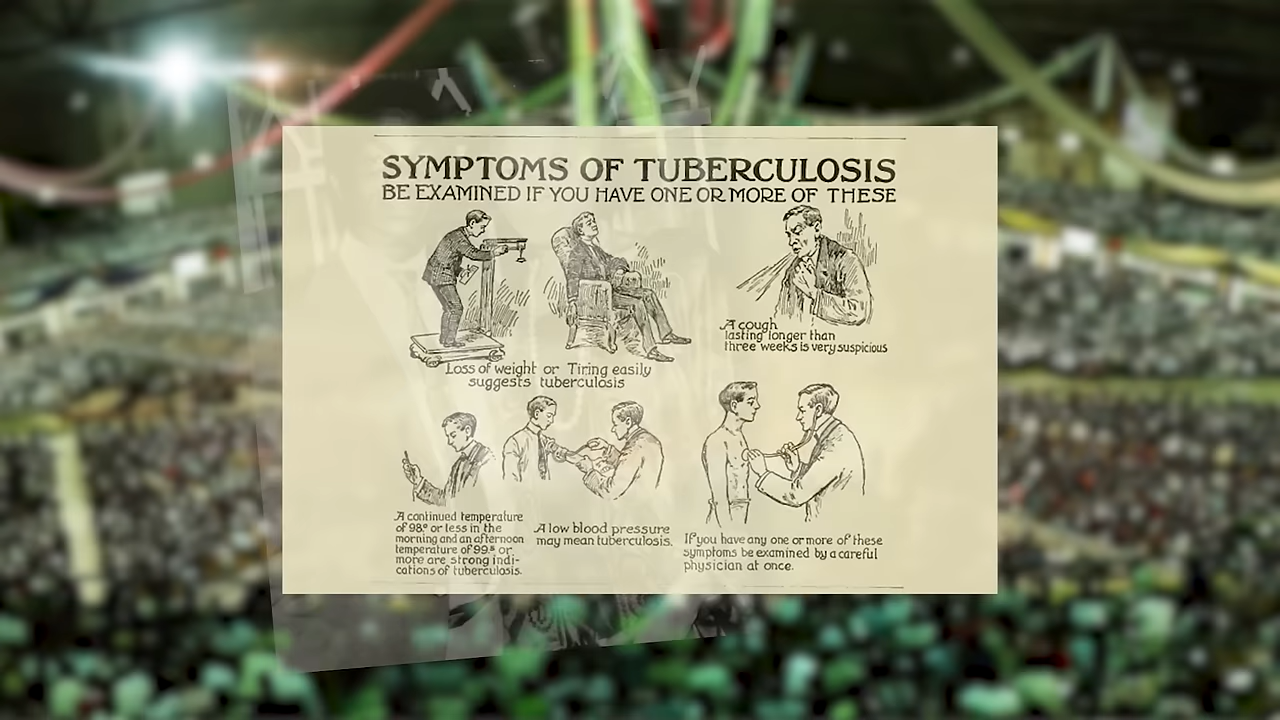 SYMPTOMS OF TUBERCULOSIS
BE EXAMINED IF YOU HAVE ONE OR MORE OF THESE
A cough
lasting longer than
three weeks is very suspicious
Loss of weight or Tiring easily
suggests tuberculosis
A continued temperature
of 98.° or less in the
morning and an afternoon
temperature of 99.⁵ or
more are strong indi-
cations of tuberculosis.
A low blood pressure
may mean tuberculosis.
If you have any one or more of these
symptoms be examined by a careful
physician at once.